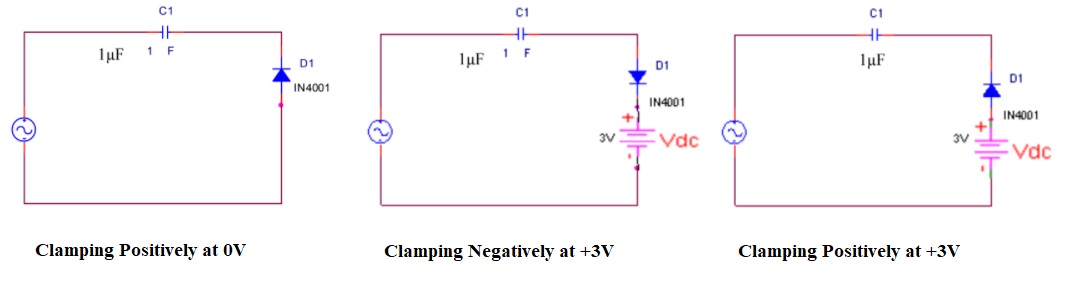 C1
1μF 1 F
D1
IN4001
Clamping Positively at 0V
C1
1μF 1 F
D1
IN4001
+
3V Vdc
-
Clamping Negatively at +3V
C1
1μF
D1
IN4001
+
3V Vdc
-
Clamping Positively at +3V